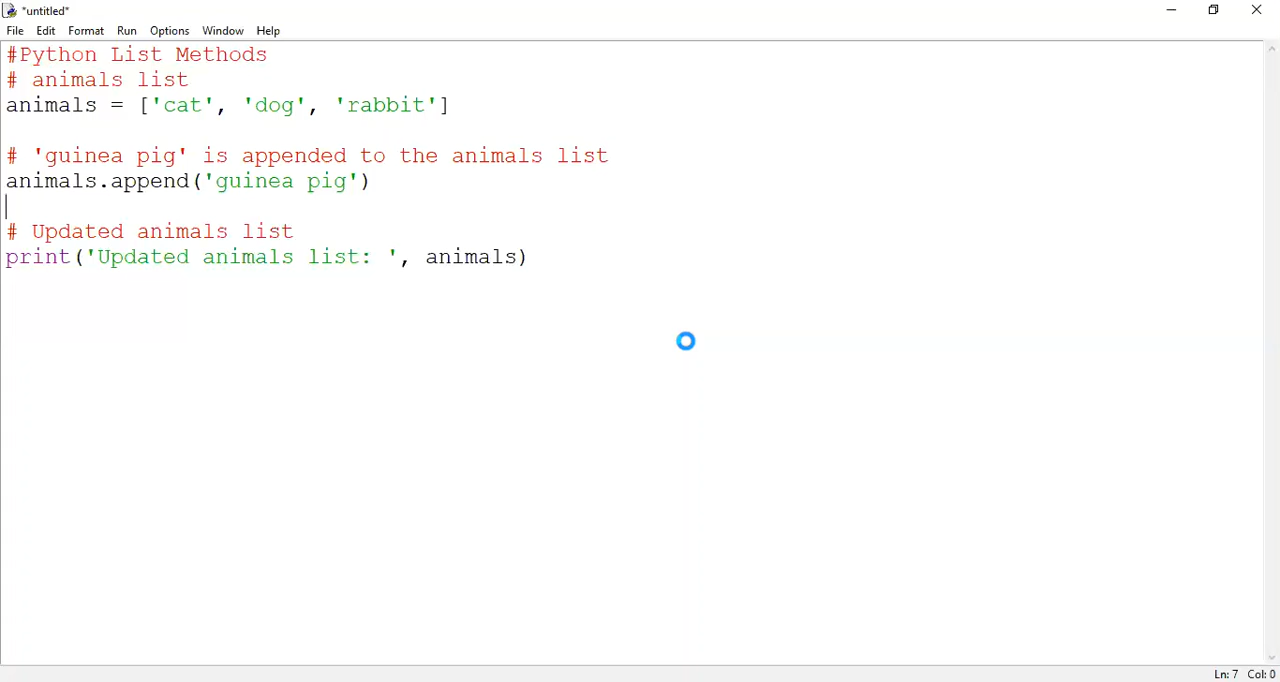 *untitled*
File Edit Format Run Options Window Help
#Python List Methods
# animals list
animals = ['cat', 'dog', 'rabbit']
# 'guinea pig' is appended to the animals list
animals.append('guinea pig')
# Updated animals list
print('Updated animals list: ', animals)
Ln: 7 Col: 0